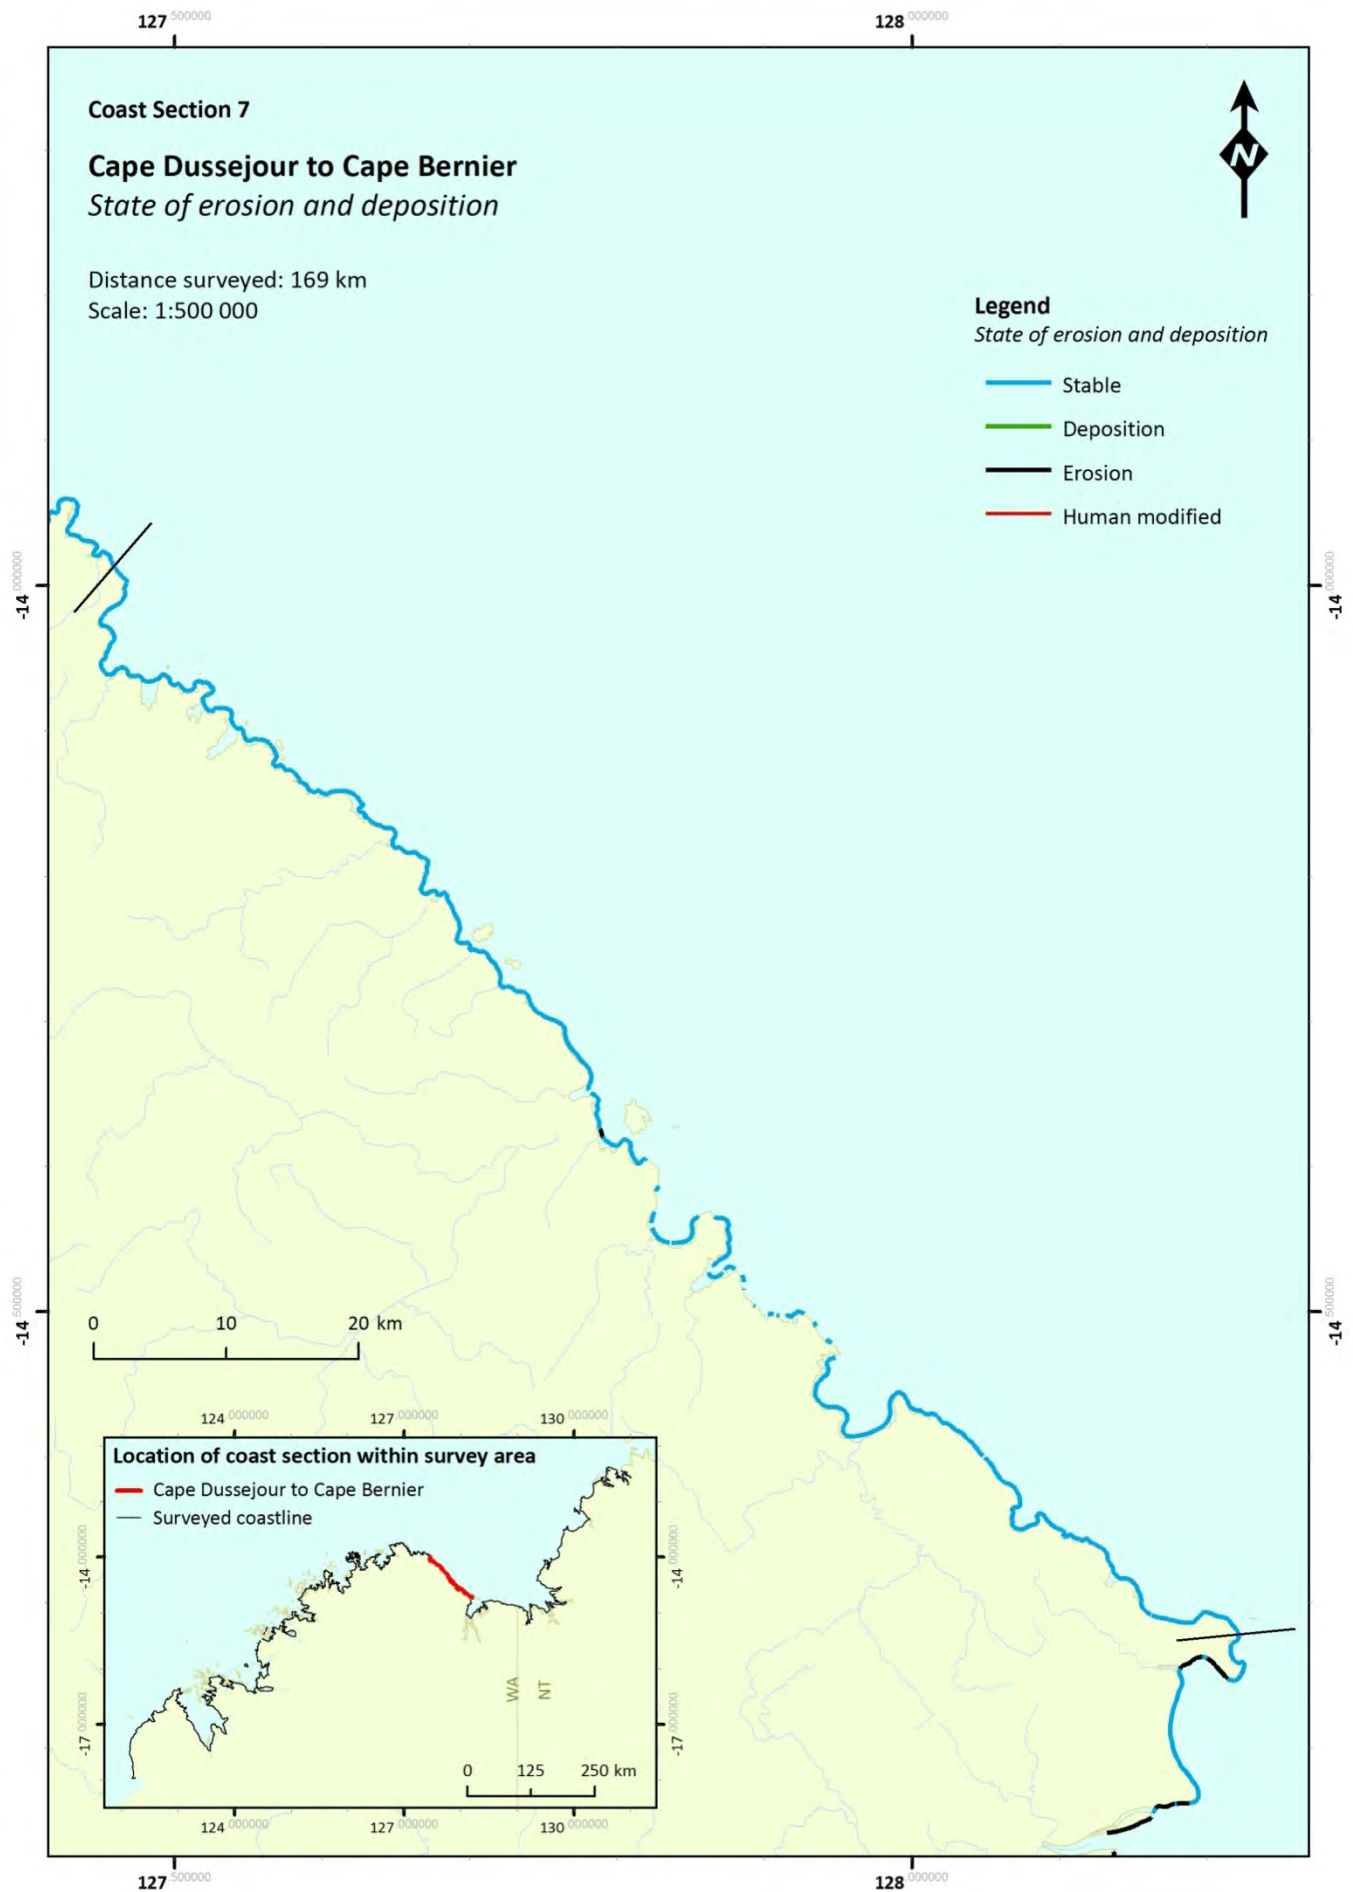 127.500000
128.000000
Coast Section 7
Cape Dussejour to Cape Bernier
State of erosion and deposition
Distance surveyed: 169 km
Scale: 1:500 000
N
Legend
State of erosion and deposition
Stable
Deposition
Erosion
Human modified
-14.000000
-14.000000
-14.500000
-14.500000
0 10 20 km
124.000000 127.000000 130.000000
Location of coast section within survey area
Cape Dussejour to Cape Bernier
Surveyed coastline
-14.000000
-14.000000
-17.000000
-17.000000
WA
NT
0 125 250 km
124.000000 127.000000 130.000000
127.500000
128.000000